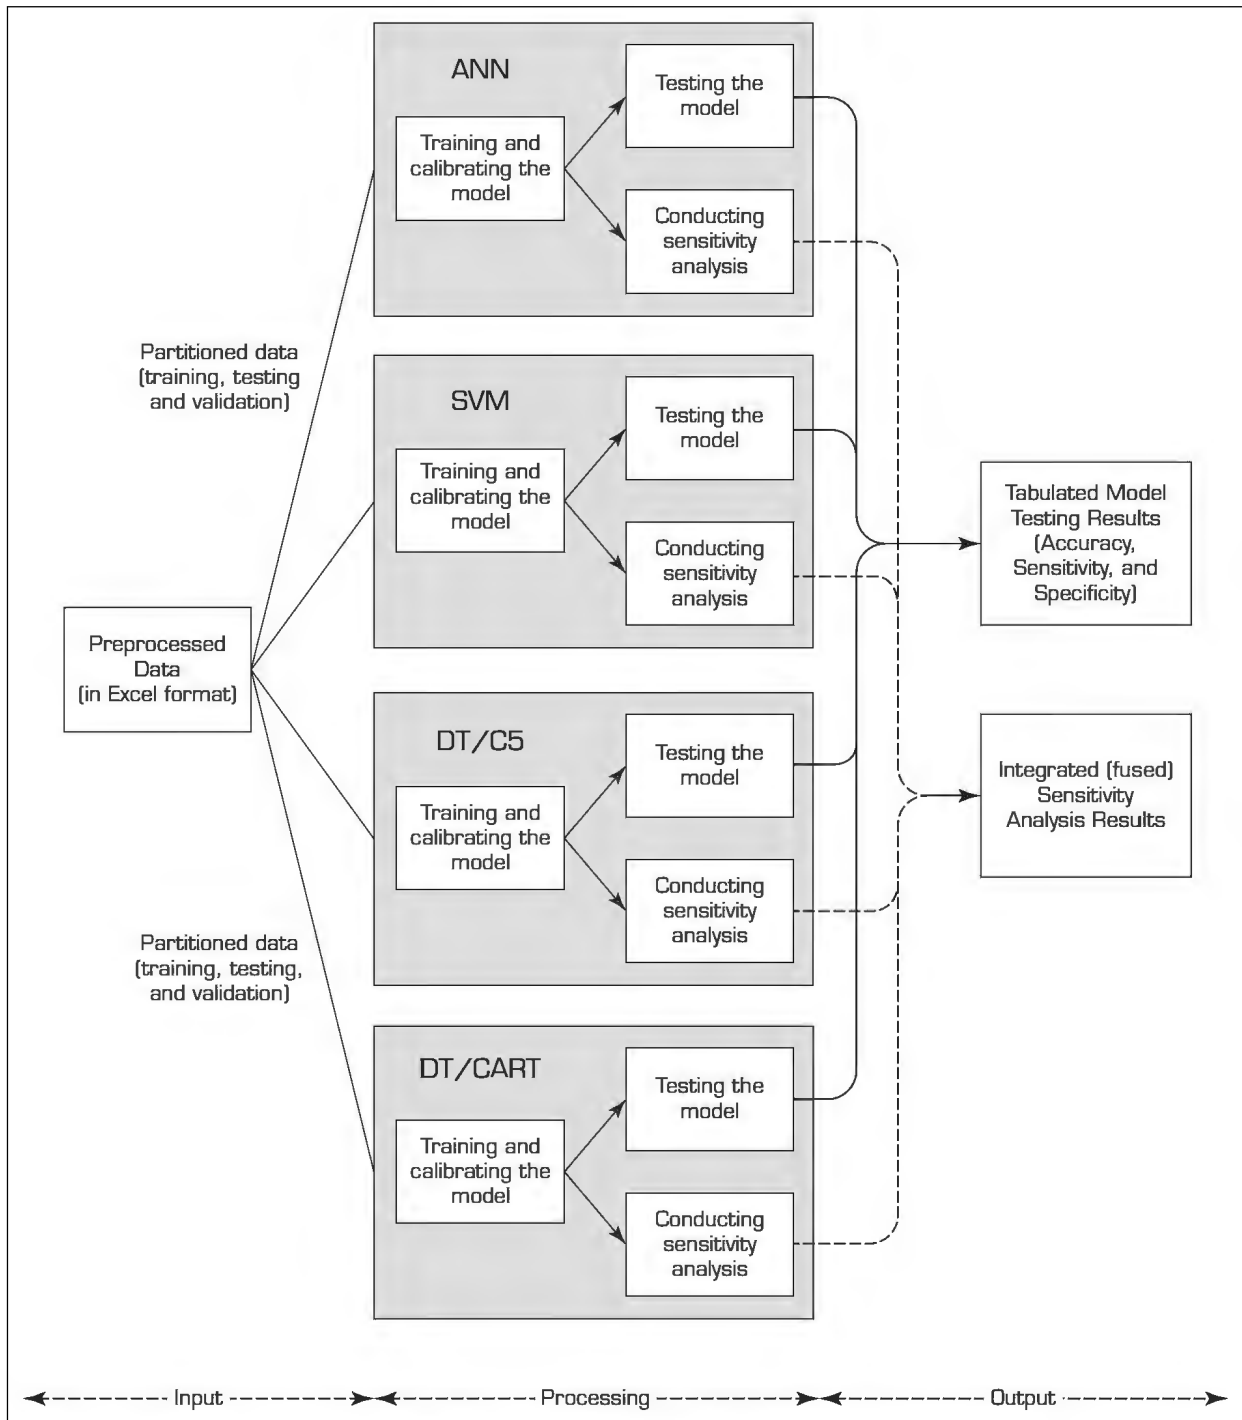 ANN
Training and
calibrating the
model
Testing the
model
Conducting
sensitivity
analysis
Partitioned data
(training, testing
and validation)
SVM
Training and
calibrating the
model
Testing the
model
Conducting
sensitivity
analysis
Preprocessed
Data
(in Excel format)
DT/C5
Training and
calibrating the
model
Testing the
model
Conducting
sensitivity
analysis
Partitioned data
(training, testing,
and validation)
DT/CART
Training and
calibrating the
model
Testing the
model
Conducting
sensitivity
analysis
Tabulated Model
Testing Results
(Accuracy,
Sensitivity, and
Specificity)
Integrated (fused)
Sensitivity
Analysis Results
Input
Processing
Output